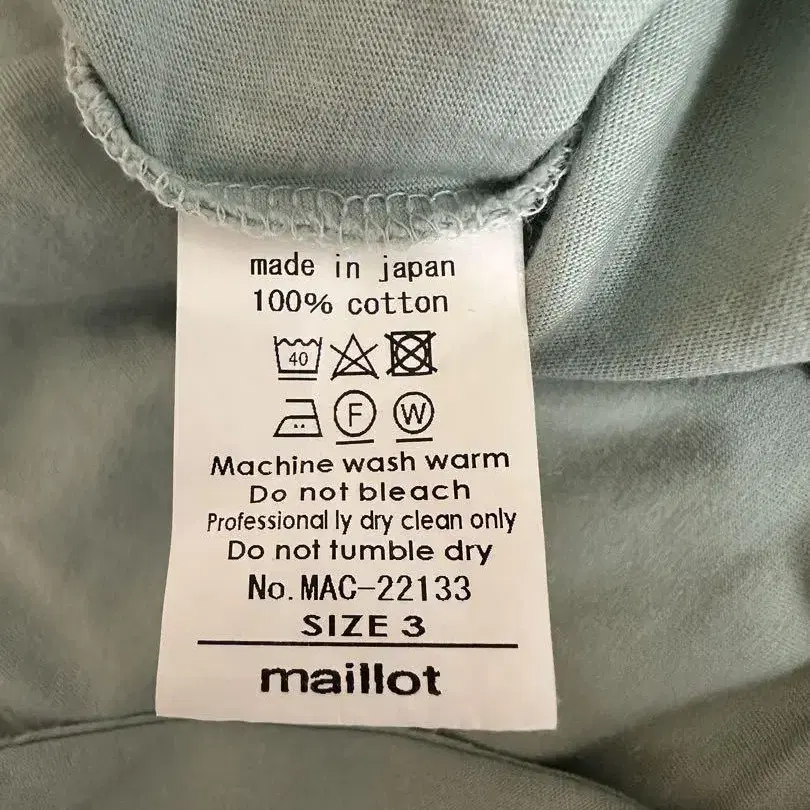 made in japan
100% cotton
40
F W
Machine wash warm
Do not bleach
Professional ly dry clean only
Do not tumble dry
No.MAC-22133
SIZE 3
maillot